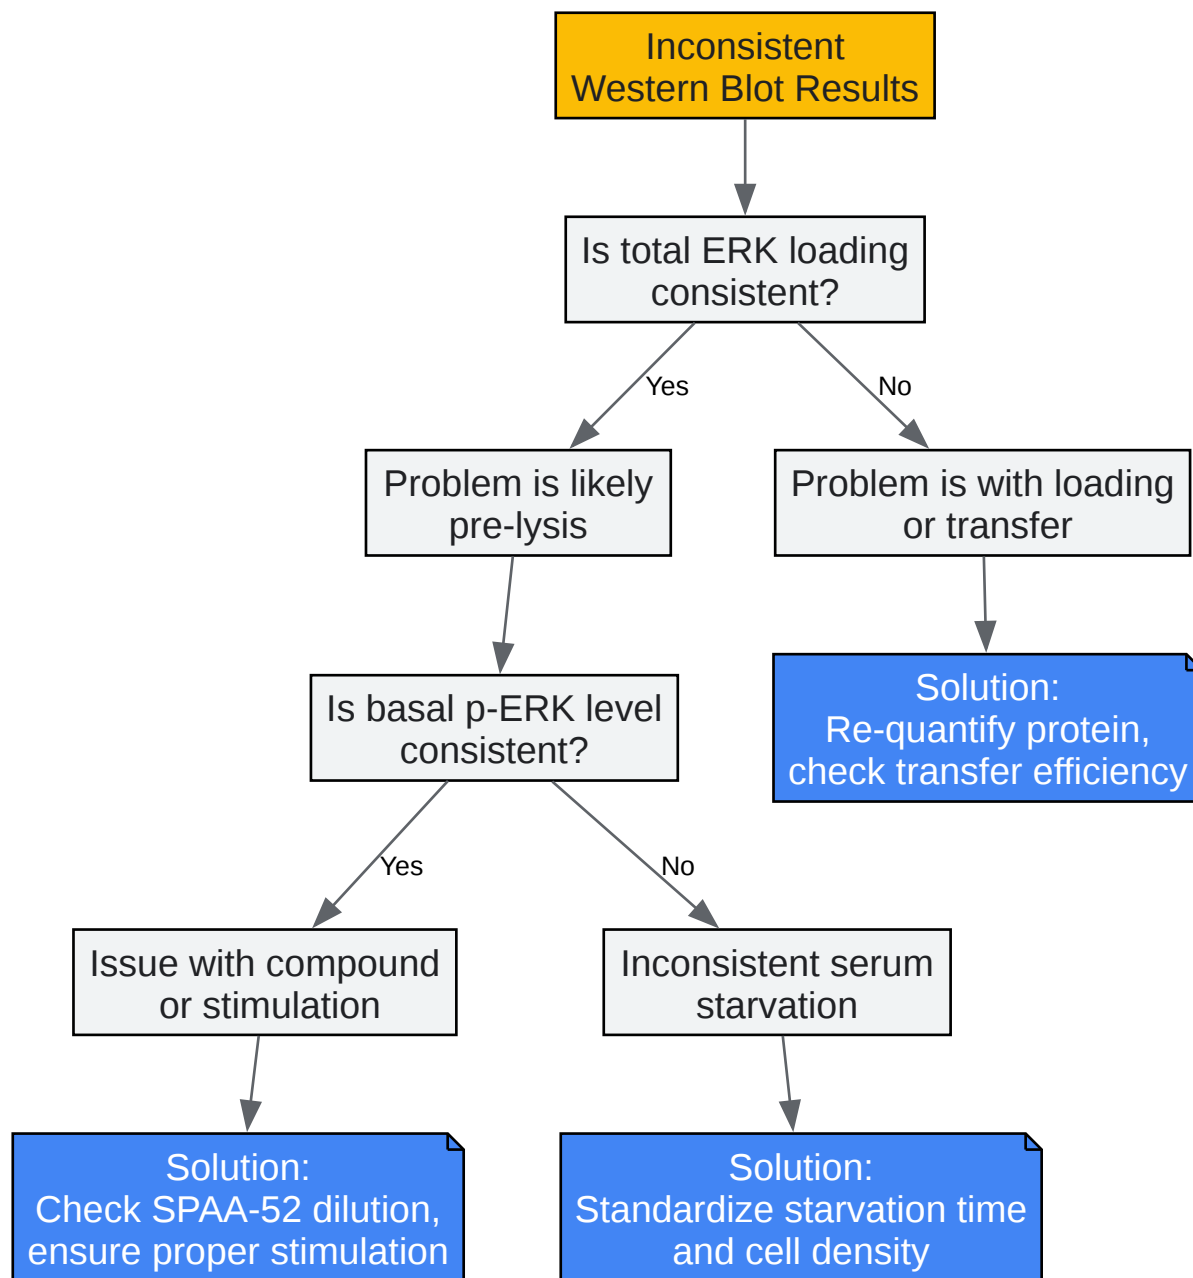 Inconsistent
Western Blot Results
Is total ERK loading
consistent?
Yes
No
Problem is likely
pre-lysis
Problem is with loading
or transfer
Is basal p-ERK level
consistent?
Solution:
Re-quantify protein,
check transfer efficiency
Yes
No
Issue with compound
or stimulation
Inconsistent serum
starvation
Solution:
Check SPAA-52 dilution,
ensure proper stimulation
Solution:
Standardize starvation time
and cell density